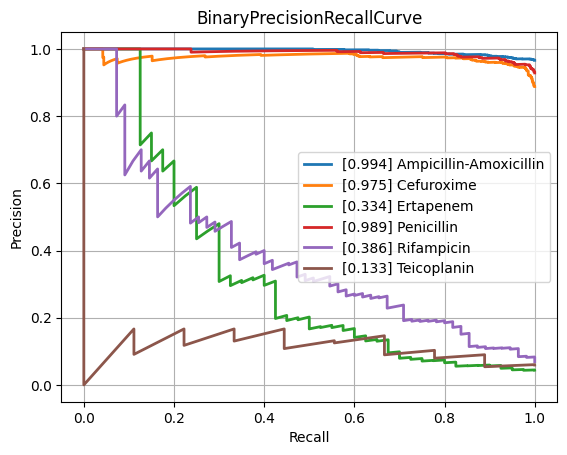 BinaryPrecisionRecallCurve
Precision
1.0
0.8
0.6
0.4
0.2
0.0
[0.994] Ampicillin-Amoxicillin
[0.975] Cefuroxime
[0.334] Ertapenem
[0.989] Penicillin
[0.386] Rifampicin
[0.133] Teicoplanin
0.0 0.2 0.4 0.6 0.8 1.0
Recall